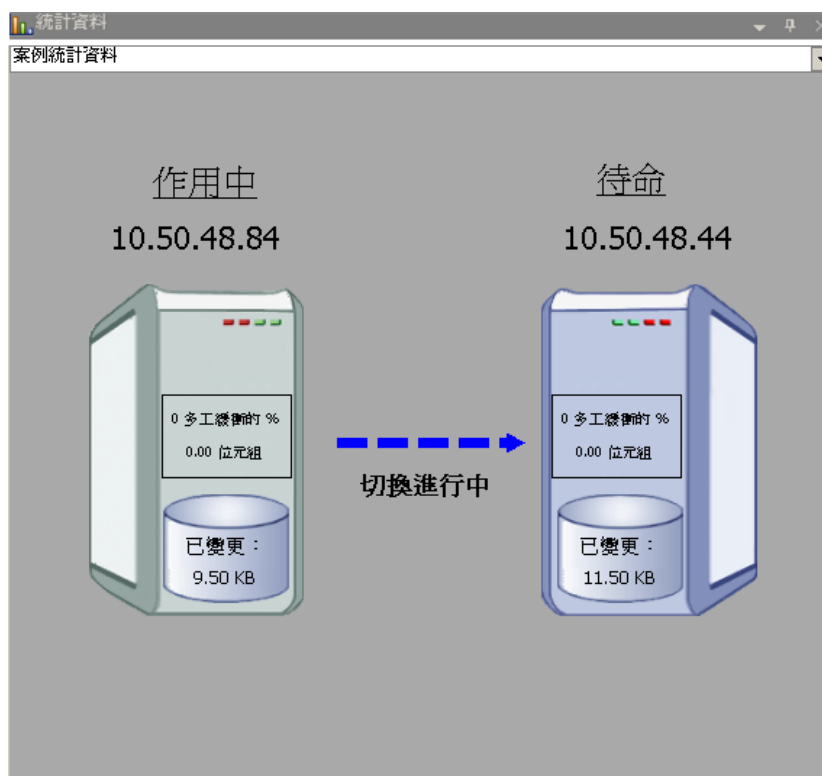 統計資料
案例統計資料
作用中
待命
10.50.48.84
10.50.48.44
0 多工緩衝的 %
0.00 位元組
0 多工緩衝的 %
0.00 位元組
切換進行中
已變更：
9.50 KB
已變更：
11.50 KB